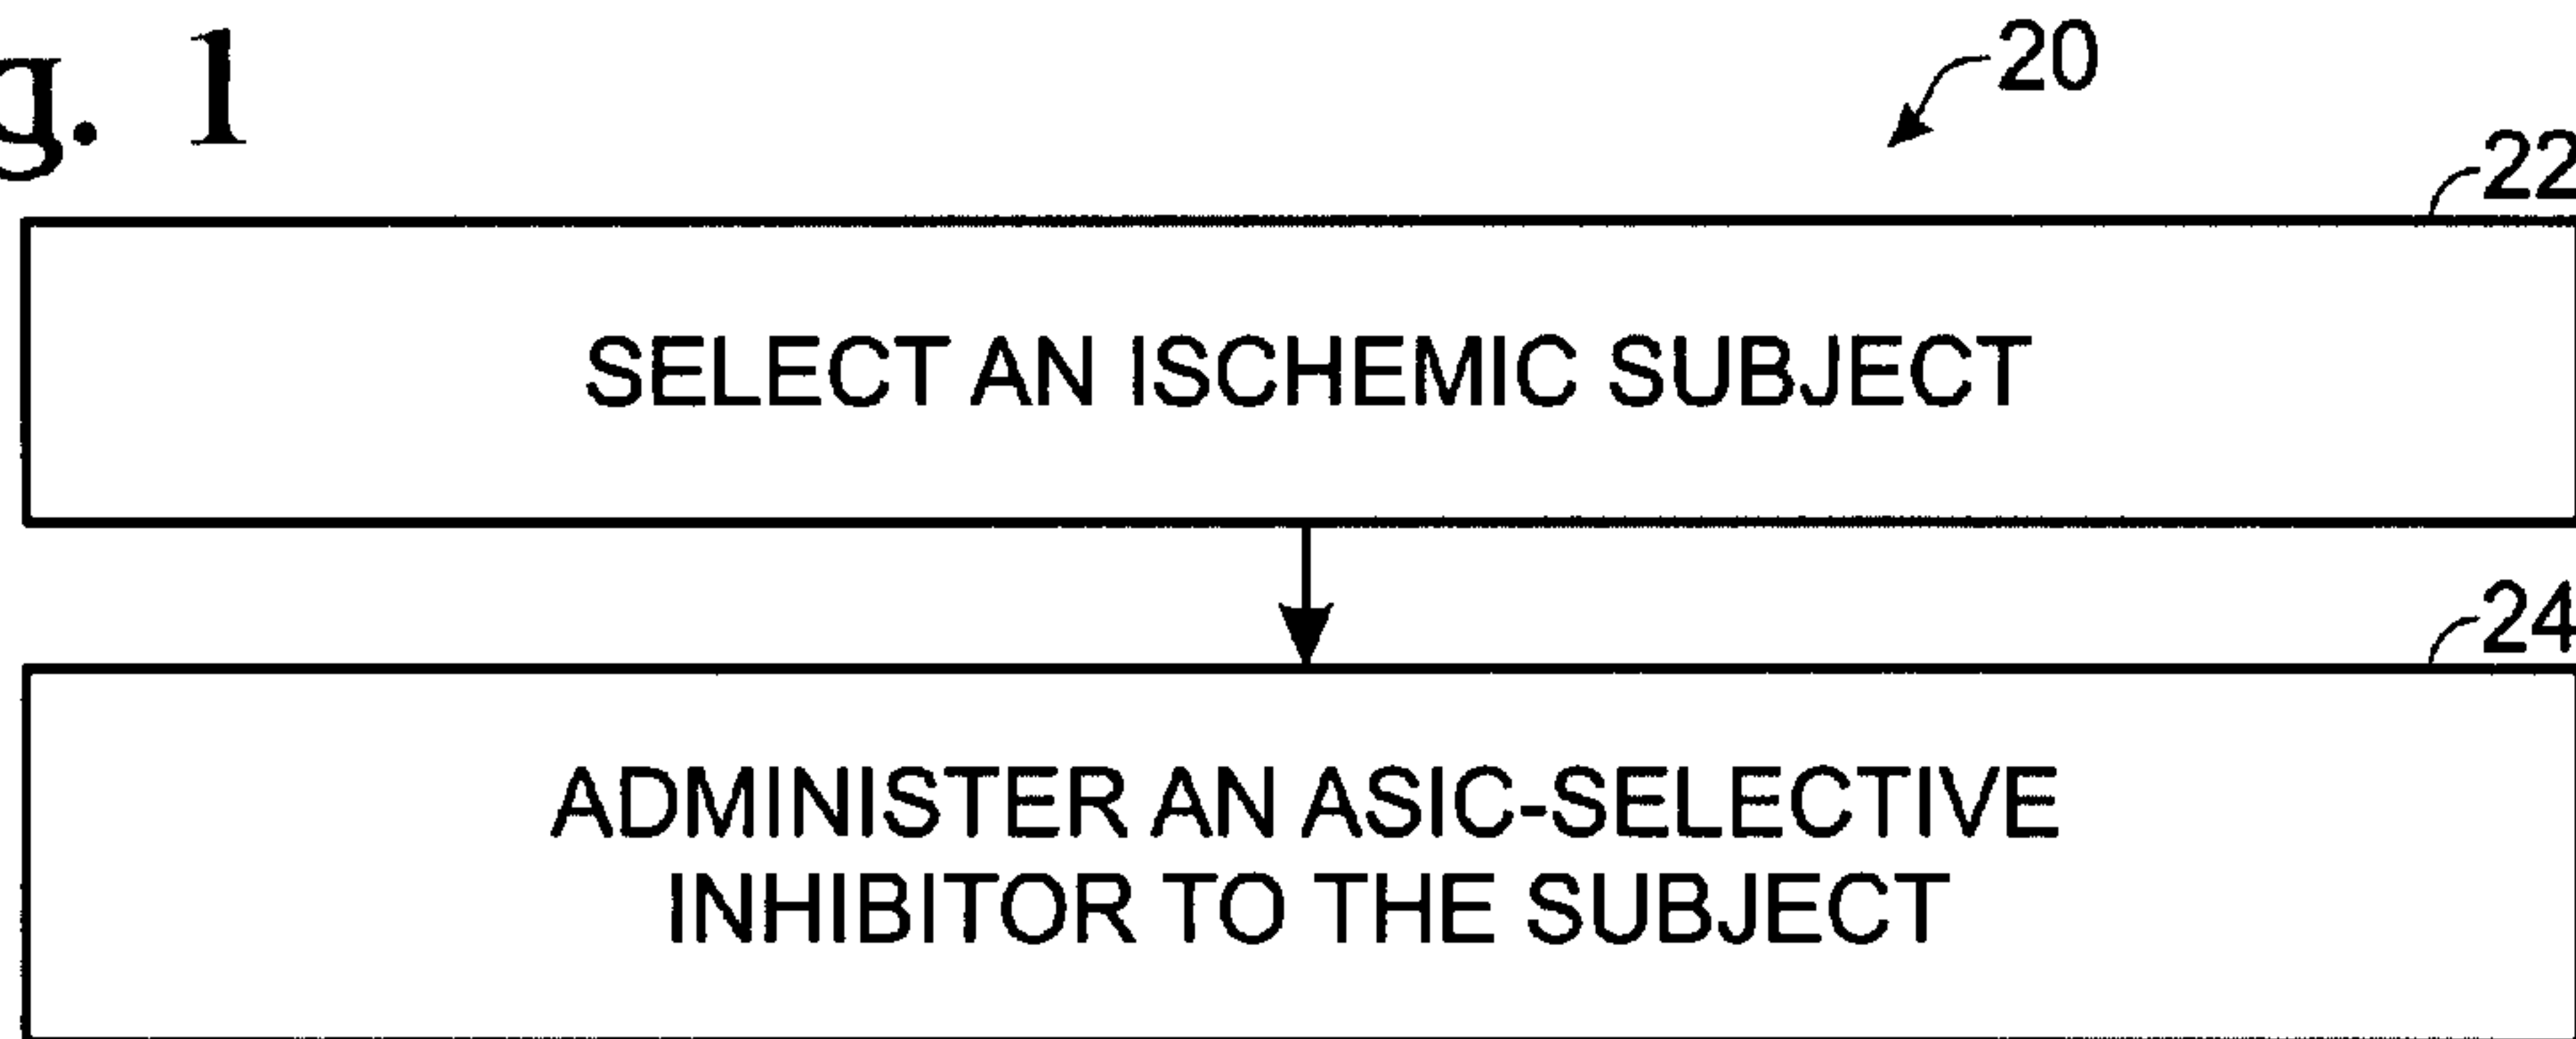 g. 1
20
22
SELECT AN ISCHEMIC SUBJECT
24
ADMINISTER AN ASIC-SELECTIVE
INHIBITOR TO THE SUBJECT